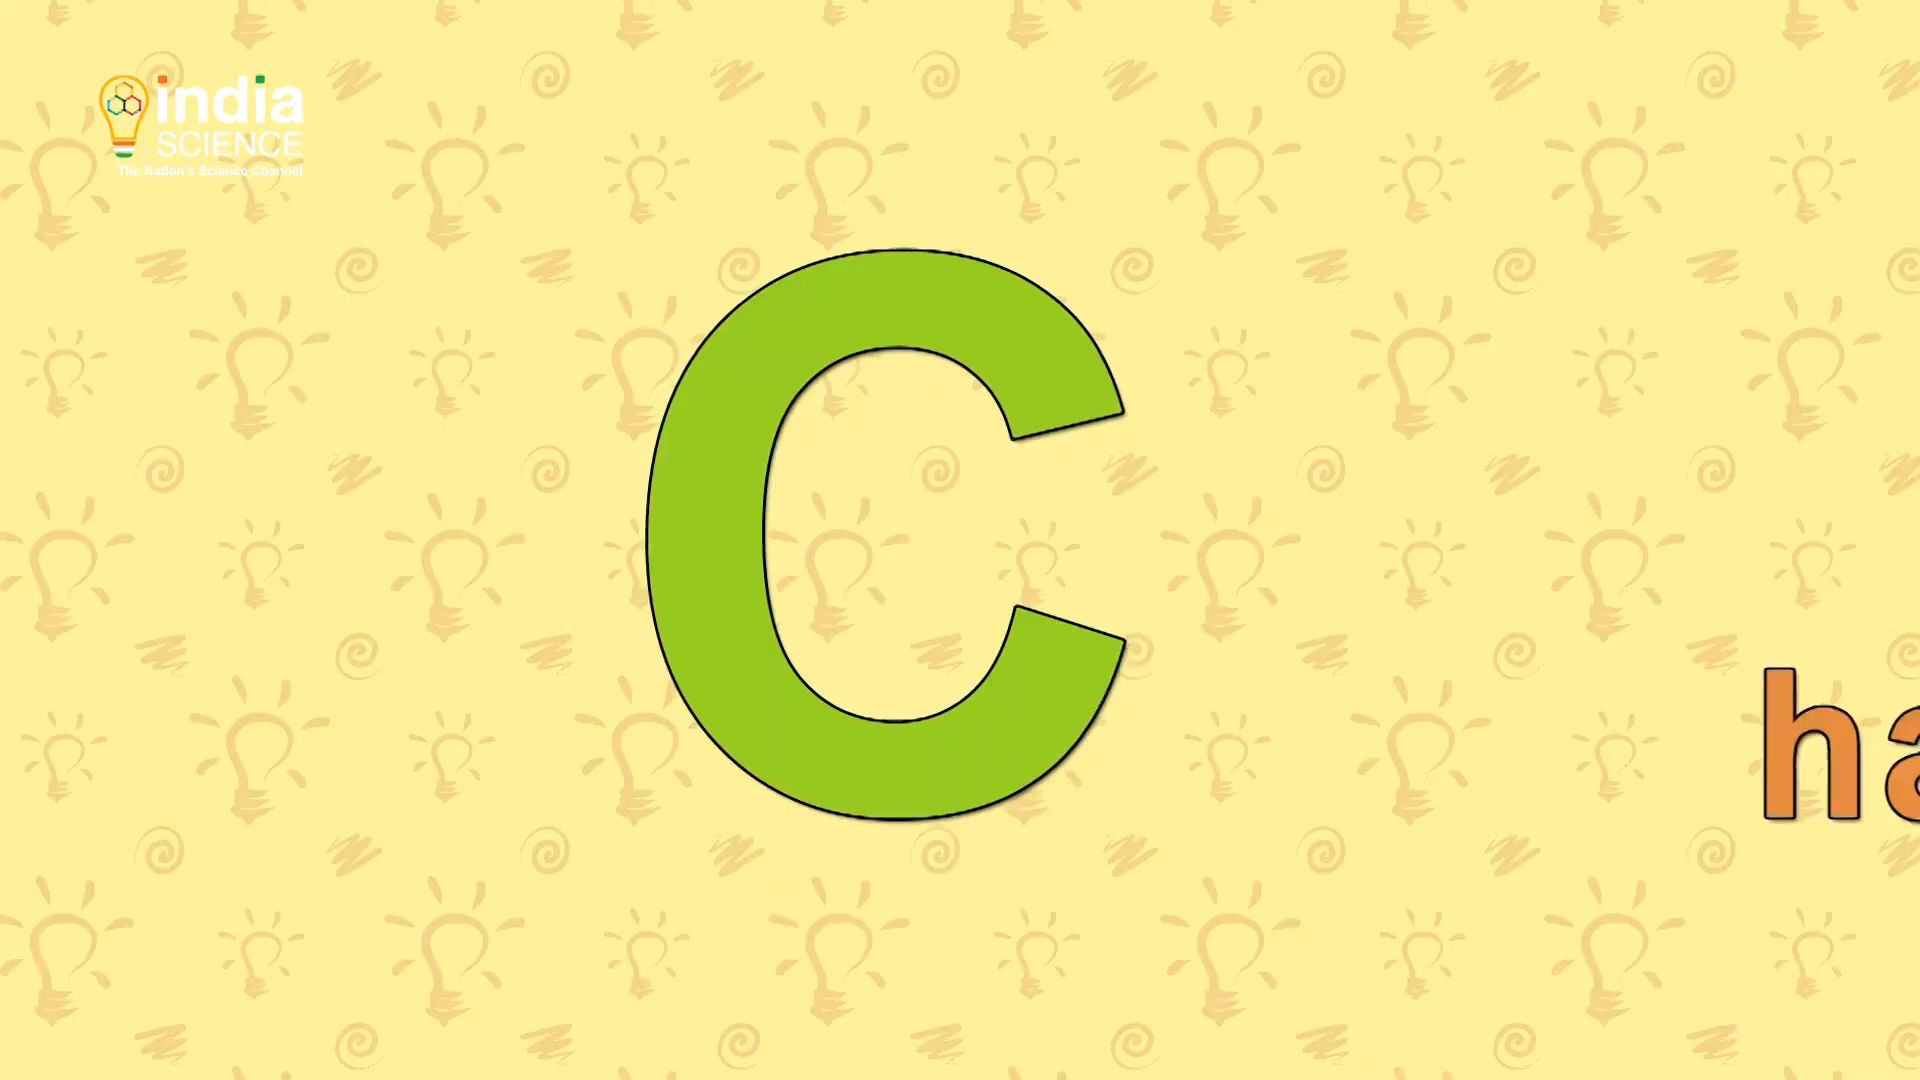 india
SCIENCE
The Nation's Science Channel
C
ha